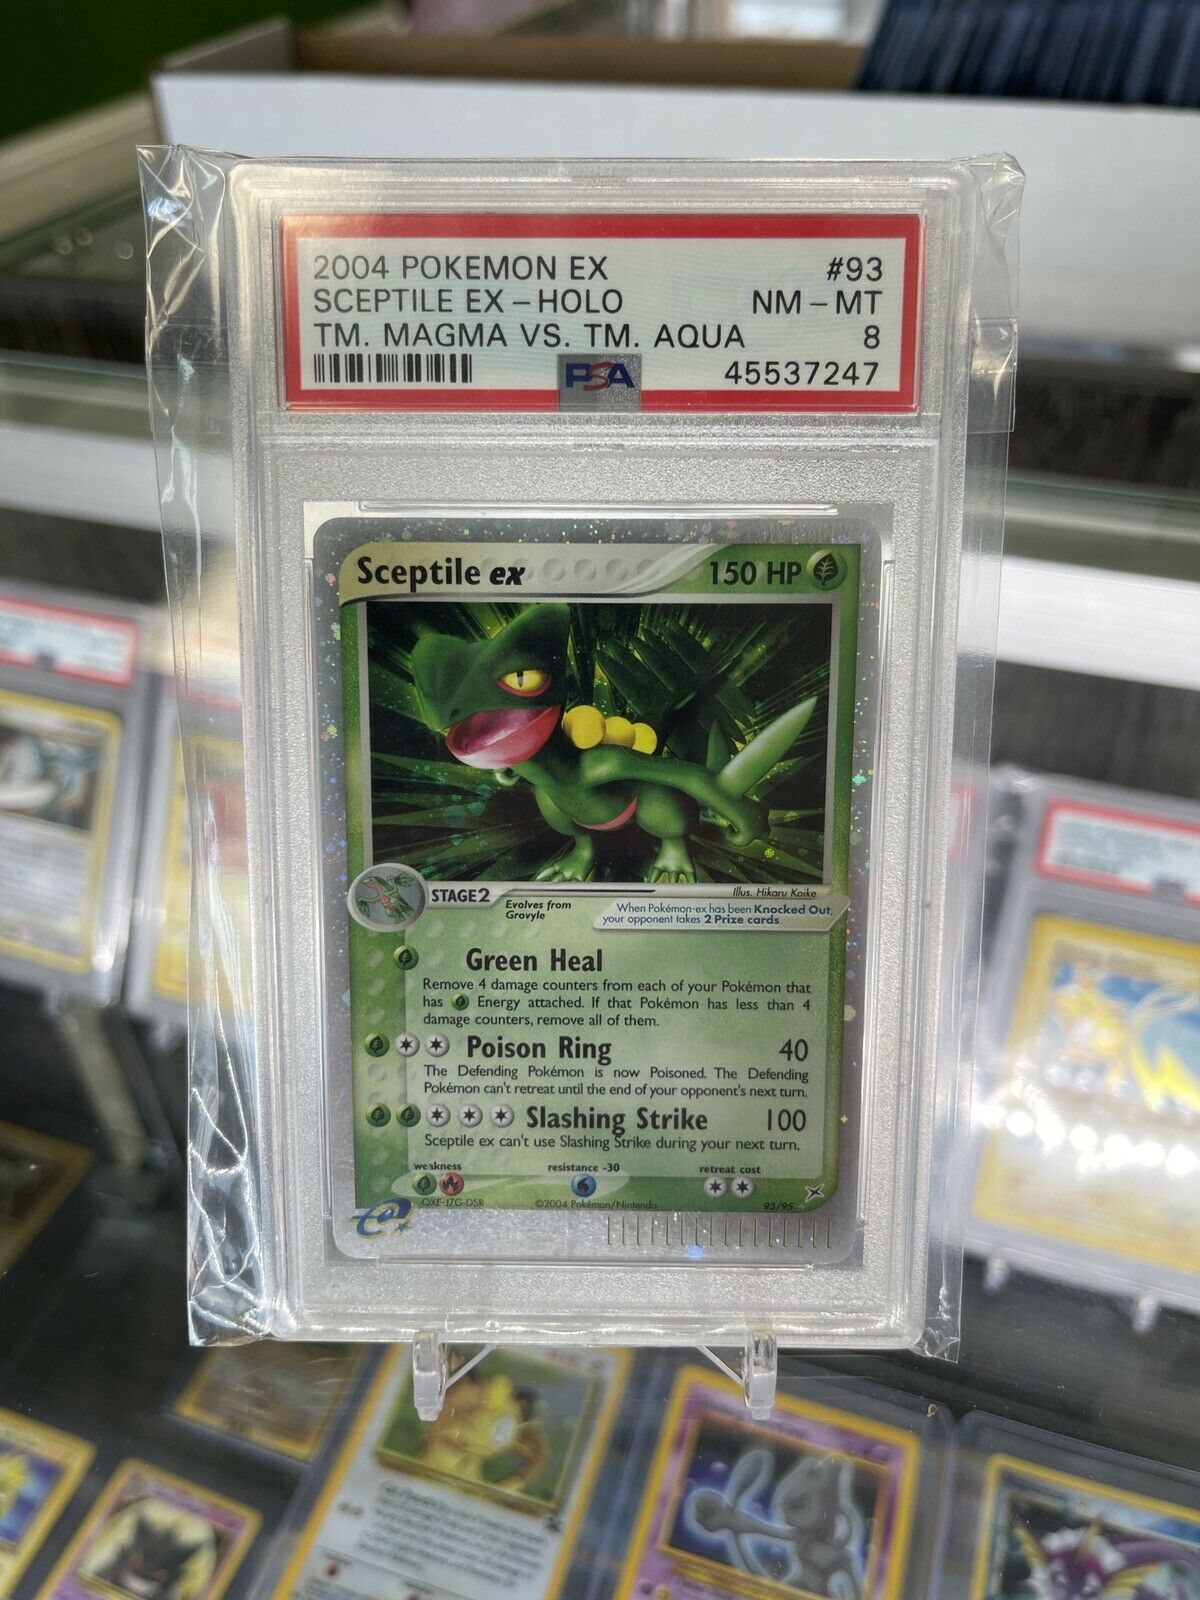 2004 POKEMON EX #93
SCEPTILE EX – HOLO NM – MT
TM. MAGMA VS. TM. AQUA 8
PSA 45537247
Sceptile ex 150 HP
STAGE2
Evolves from
Grovyle
Illus. Hikaru Koike
When Pokémon-ex has been Knocked Out,
your opponent takes 2 Prize cards.
Green Heal
Remove 4 damage counters from each of your Pokémon that
has Energy attached. If that Pokémon has less than 4
damage counters, remove all of them.
Poison Ring 40
The Defending Pokémon is now Poisoned. The Defending
Pokémon can't retreat until the end of your opponent's next turn.
Slashing Strike 100
Sceptile ex can't use Slashing Strike during your next turn.
weakness resistance -30 retreat cost
QXE-JZG-DSR ©2004 Pokémon/Nintendo 93/95